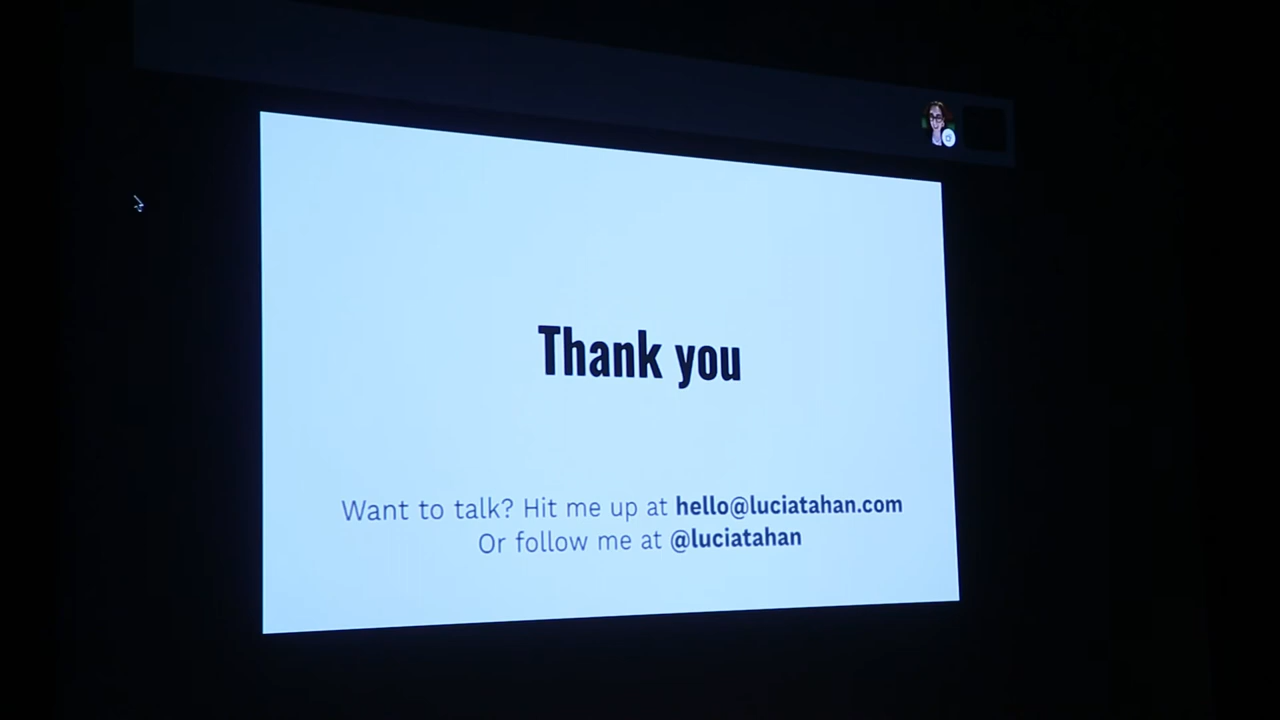 Thank you
Want to talk? Hit me up at hello@luciatahan.com
Or follow me at @luciatahan